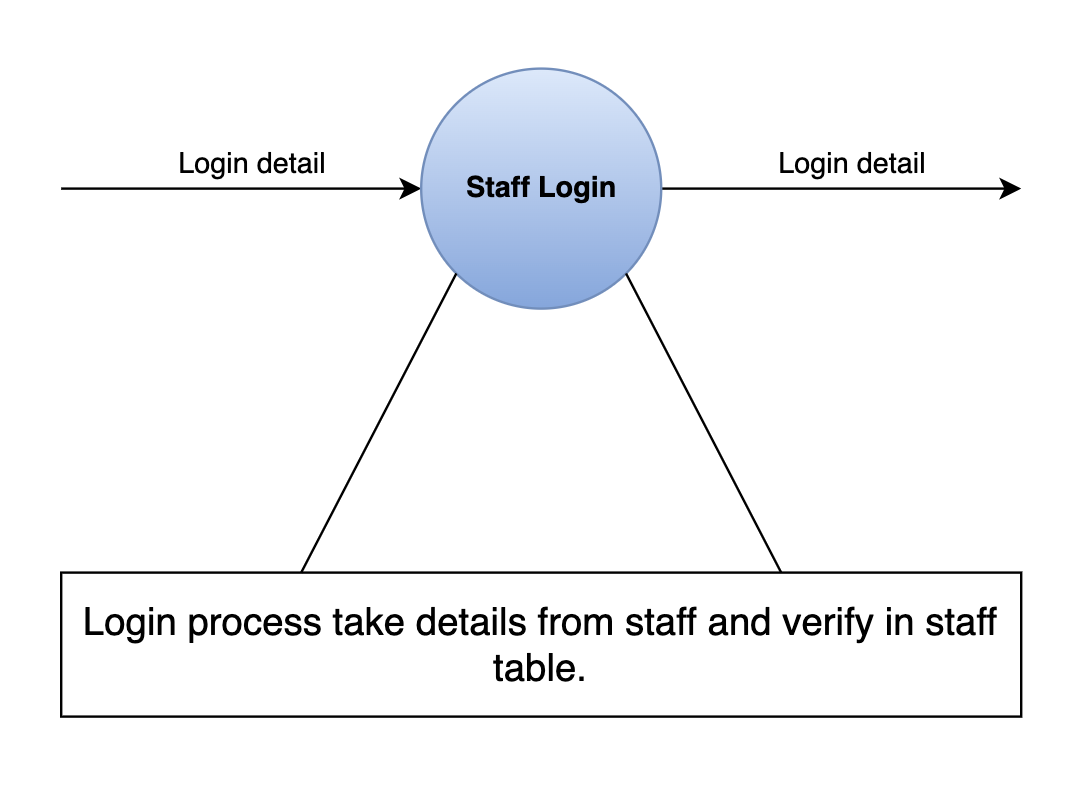 Login detail
Login detail
Staff Login
Login process take details from staff and verify in staff
table.